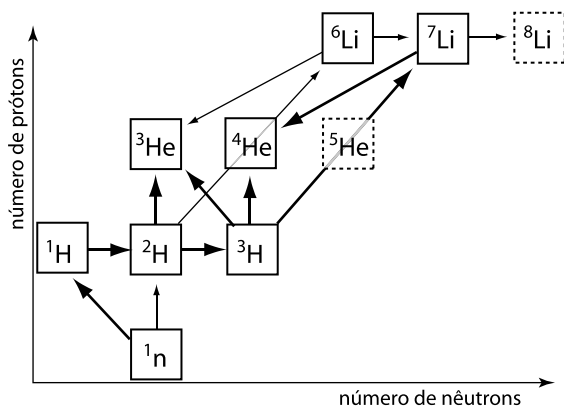 ⁶Li ⁷Li ⁸Li
³He ⁴He ⁵He
¹H ²H ³H
¹n
número de prótons
número de nêutrons